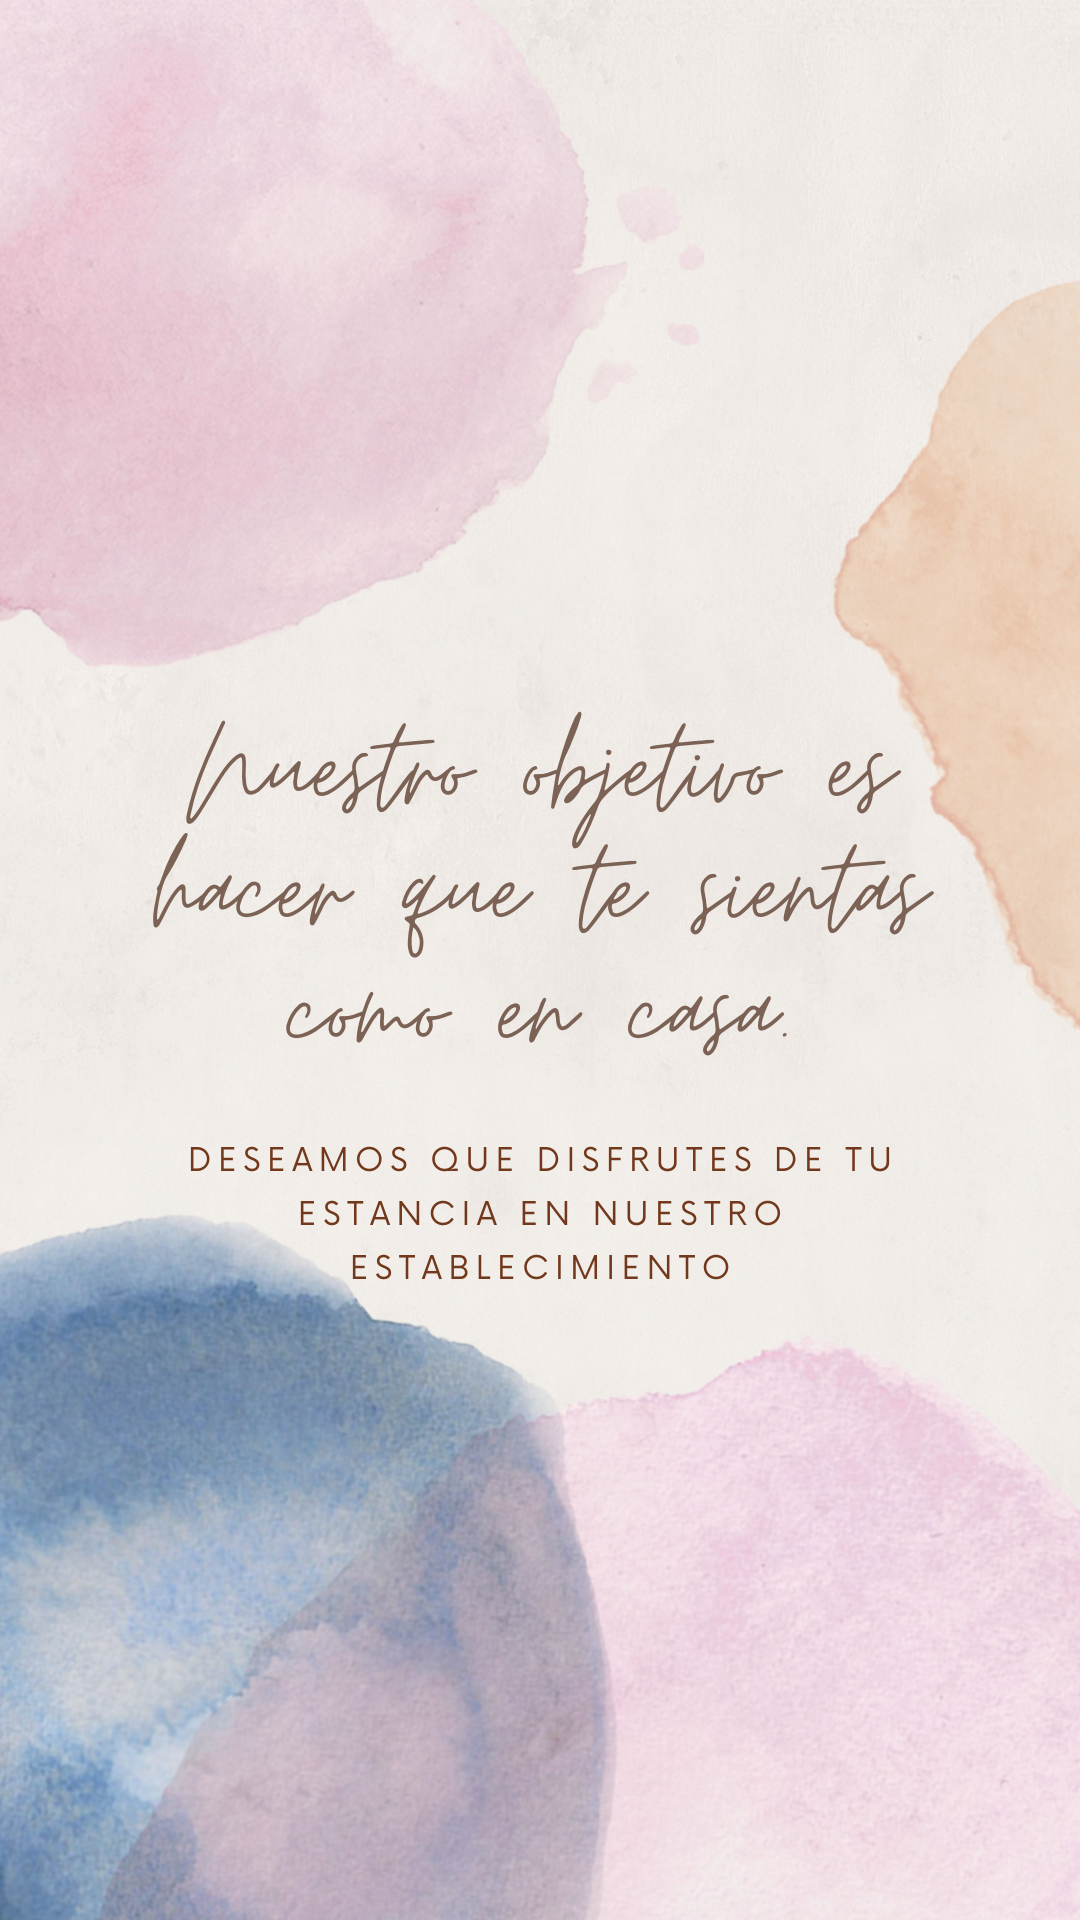 Nuestro objetivo es
hacer que te sientas
como en casa.
DESEAMOS QUE DISFRUTES DE TU
ESTANCIA EN NUESTRO
ESTABLECIMIENTO